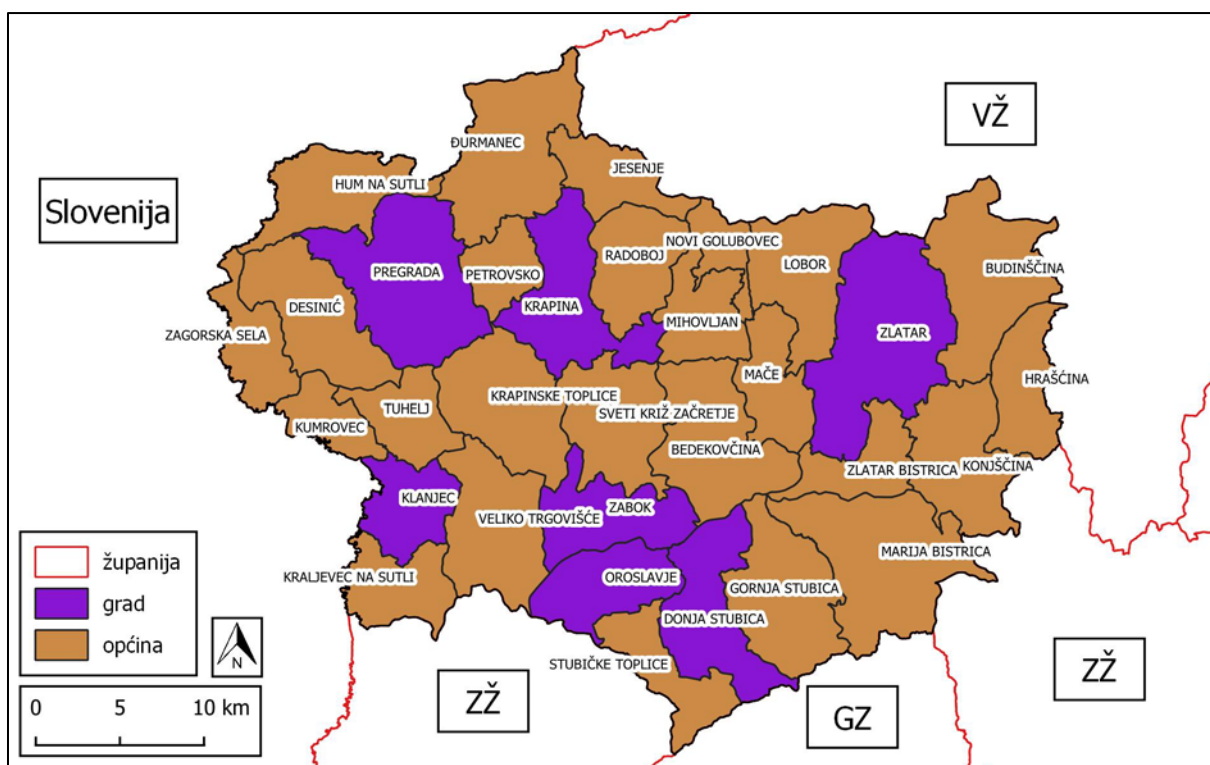 VŽ
ĐURMANEC
JESENJE
HUM NA SUTLI
Slovenija
NOVI GOLUBOVEC
RADOBOJ
LOBOR
BUDINŠČINA
PREGRADA
PETROVSKO
DESINIĆ
KRAPINA
MIHOVLJAN
ZLATAR
ZAGORSKA SELA
MAČE
HRAŠĆINA
KRAPINSKE TOPLICE
TUHELJ
SVETI KRIŽ ZAČRETJE
KUMROVEC
BEDEKOVČINA
ZLATAR BISTRICA
KONJŠČINA
KLANJEC
ZABOK
VELIKO TRGOVIŠĆE
MARIJA BISTRICA
KRALJEVEC NA SUTLI
OROSLAVJE
GORNJA STUBICA
DONJA STUBICA
STUBIČKE TOPLICE
županija
grad
općina
N
0 5 10 km
ZŽ
GZ
ZŽ